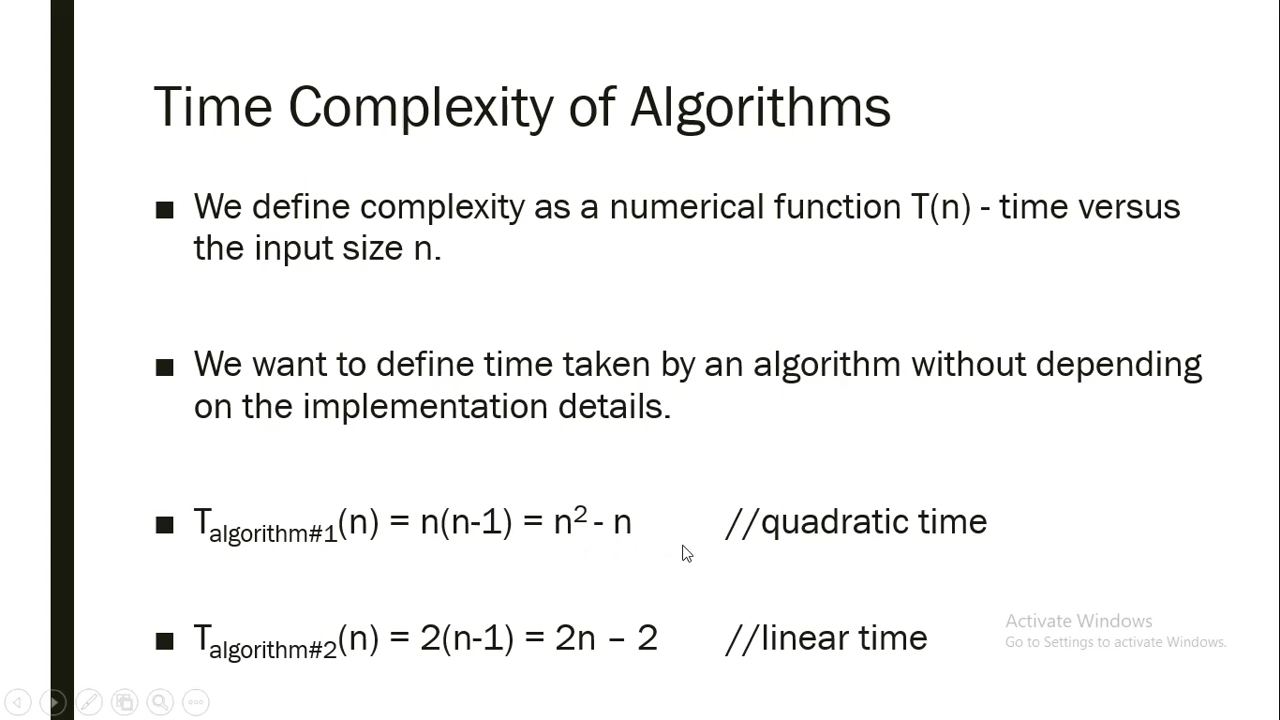 Time Complexity of Algorithms
■ We define complexity as a numerical function T(n) - time versus
the input size n.
■ We want to define time taken by an algorithm without depending
on the implementation details.
■ Talgorithm#1(n) = n(n-1) = n² - n //quadratic time
■ Talgorithm#2(n) = 2(n-1) = 2n – 2 //linear time
Activate Windows
Go to Settings to activate Windows.